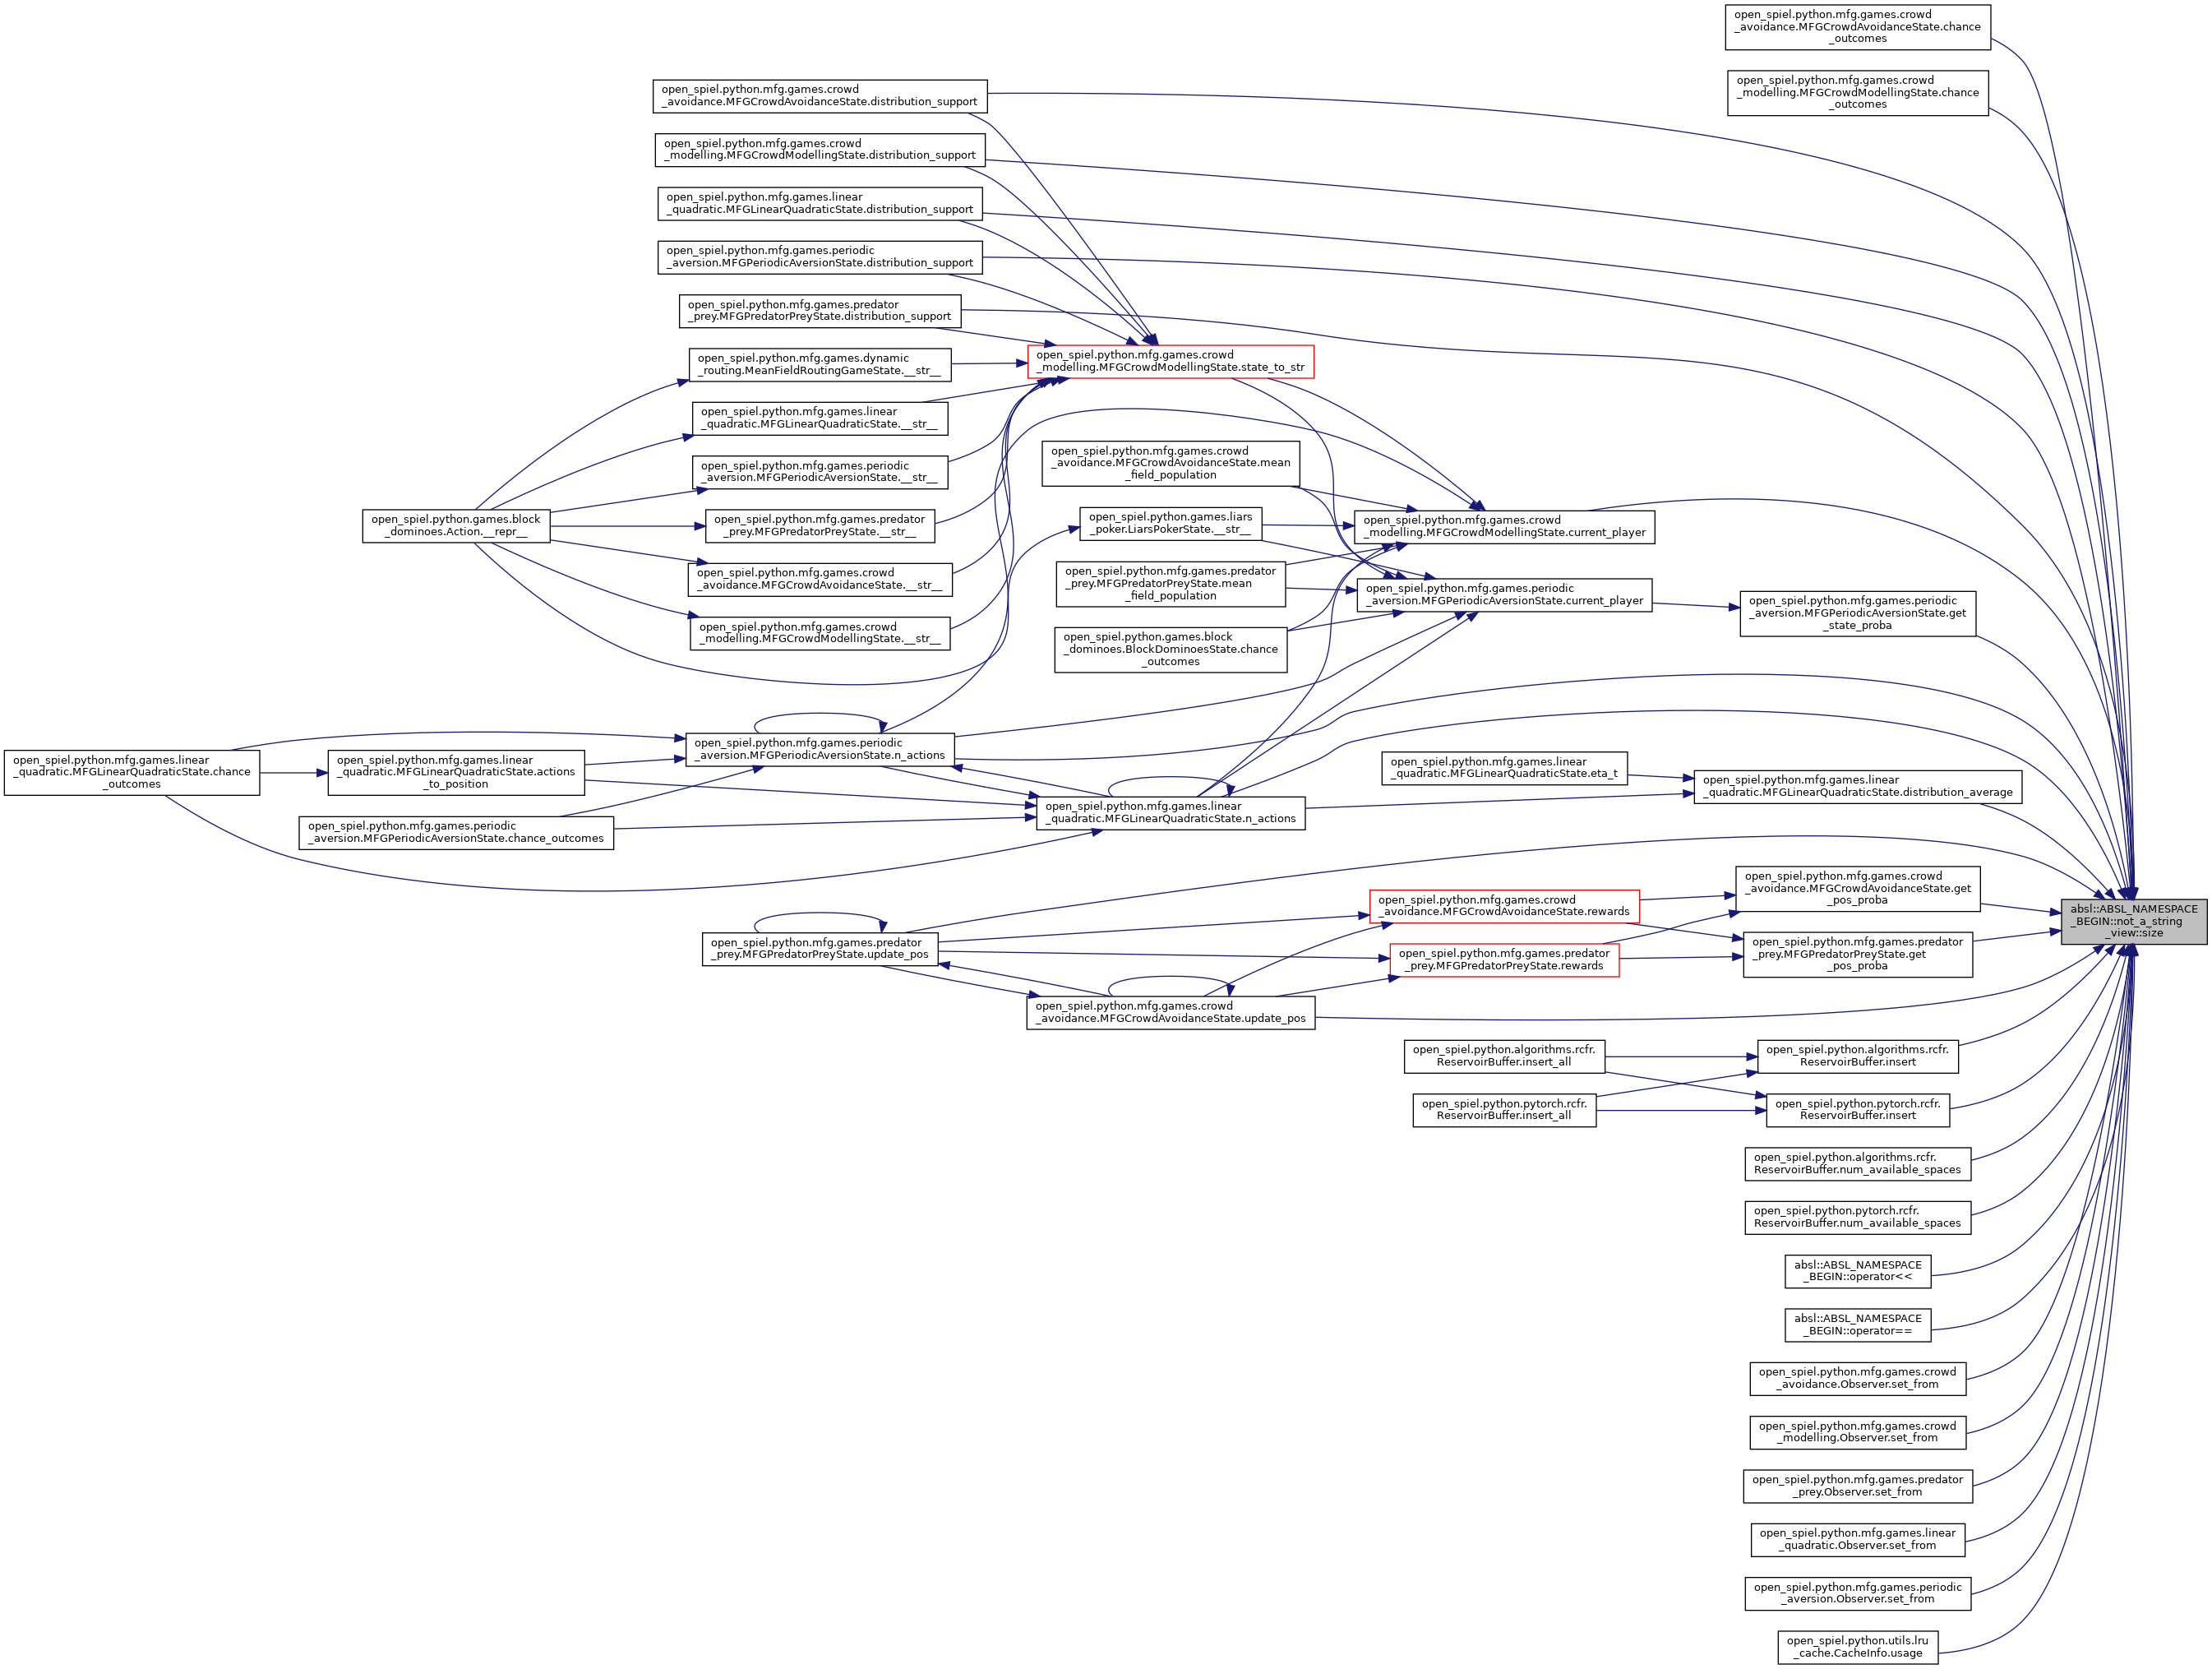 open_spiel.python.mfg.games.crowd
_avoidance.MFGCrowdAvoidanceState.chance
_outcomes
open_spiel.python.mfg.games.crowd
_modelling.MFGCrowdModellingState.chance
_outcomes
open_spiel.python.mfg.games.crowd
_avoidance.MFGCrowdAvoidanceState.distribution_support
open_spiel.python.mfg.games.crowd
_modelling.MFGCrowdModellingState.distribution_support
open_spiel.python.mfg.games.linear
_quadratic.MFGLinearQuadraticState.distribution_support
open_spiel.python.mfg.games.periodic
_aversion.MFGPeriodicAversionState.distribution_support
open_spiel.python.mfg.games.predator
_prey.MFGPredatorPreyState.distribution_support
open_spiel.python.mfg.games.dynamic
_routing.MeanFieldRoutingGameState.__str__
open_spiel.python.mfg.games.linear
_quadratic.MFGLinearQuadraticState.__str__
open_spiel.python.mfg.games.periodic
_aversion.MFGPeriodicAversionState.__str__
open_spiel.python.mfg.games.predator
_prey.MFGPredatorPreyState.__str__
open_spiel.python.mfg.games.crowd
_avoidance.MFGCrowdAvoidanceState.__str__
open_spiel.python.mfg.games.crowd
_modelling.MFGCrowdModellingState.__str__
open_spiel.python.games.block
_dominoes.Action.__repr__
open_spiel.python.mfg.games.crowd
_modelling.MFGCrowdModellingState.state_to_str
open_spiel.python.mfg.games.crowd
_avoidance.MFGCrowdAvoidanceState.mean
_field_population
open_spiel.python.games.liars
_poker.LiarsPokerState.__str__
open_spiel.python.mfg.games.predator
_prey.MFGPredatorPreyState.mean
_field_population
open_spiel.python.games.block
_dominoes.BlockDominoesState.chance
_outcomes
open_spiel.python.mfg.games.crowd
_modelling.MFGCrowdModellingState.current_player
open_spiel.python.mfg.games.periodic
_aversion.MFGPeriodicAversionState.current_player
open_spiel.python.mfg.games.periodic
_aversion.MFGPeriodicAversionState.get
_state_proba
open_spiel.python.mfg.games.linear
_quadratic.MFGLinearQuadraticState.chance
_outcomes
open_spiel.python.mfg.games.linear
_quadratic.MFGLinearQuadraticState.actions
_to_position
open_spiel.python.mfg.games.periodic
_aversion.MFGPeriodicAversionState.chance_outcomes
open_spiel.python.mfg.games.periodic
_aversion.MFGPeriodicAversionState.n_actions
open_spiel.python.mfg.games.linear
_quadratic.MFGLinearQuadraticState.n_actions
open_spiel.python.mfg.games.linear
_quadratic.MFGLinearQuadraticState.eta_t
open_spiel.python.mfg.games.linear
_quadratic.MFGLinearQuadraticState.distribution_average
open_spiel.python.mfg.games.crowd
_avoidance.MFGCrowdAvoidanceState.get
_pos_proba
open_spiel.python.mfg.games.predator
_prey.MFGPredatorPreyState.get
_pos_proba
open_spiel.python.mfg.games.crowd
_avoidance.MFGCrowdAvoidanceState.rewards
open_spiel.python.mfg.games.predator
_prey.MFGPredatorPreyState.rewards
open_spiel.python.mfg.games.predator
_prey.MFGPredatorPreyState.update_pos
open_spiel.python.mfg.games.crowd
_avoidance.MFGCrowdAvoidanceState.update_pos
absl::ABSL_NAMESPACE
_BEGIN::not_a_string
_view::size
open_spiel.python.algorithms.rcfr.
ReservoirBuffer.insert_all
open_spiel.python.algorithms.rcfr.
ReservoirBuffer.insert
open_spiel.python.pytorch.rcfr.
ReservoirBuffer.insert_all
open_spiel.python.pytorch.rcfr.
ReservoirBuffer.insert
open_spiel.python.algorithms.rcfr.
ReservoirBuffer.num_available_spaces
open_spiel.python.pytorch.rcfr.
ReservoirBuffer.num_available_spaces
absl::ABSL_NAMESPACE
_BEGIN::operator<<
absl::ABSL_NAMESPACE
_BEGIN::operator==
open_spiel.python.mfg.games.crowd
_avoidance.Observer.set_from
open_spiel.python.mfg.games.crowd
_modelling.Observer.set_from
open_spiel.python.mfg.games.predator
_prey.Observer.set_from
open_spiel.python.mfg.games.linear
_quadratic.Observer.set_from
open_spiel.python.mfg.games.periodic
_aversion.Observer.set_from
open_spiel.python.utils.lru
_cache.CacheInfo.usage